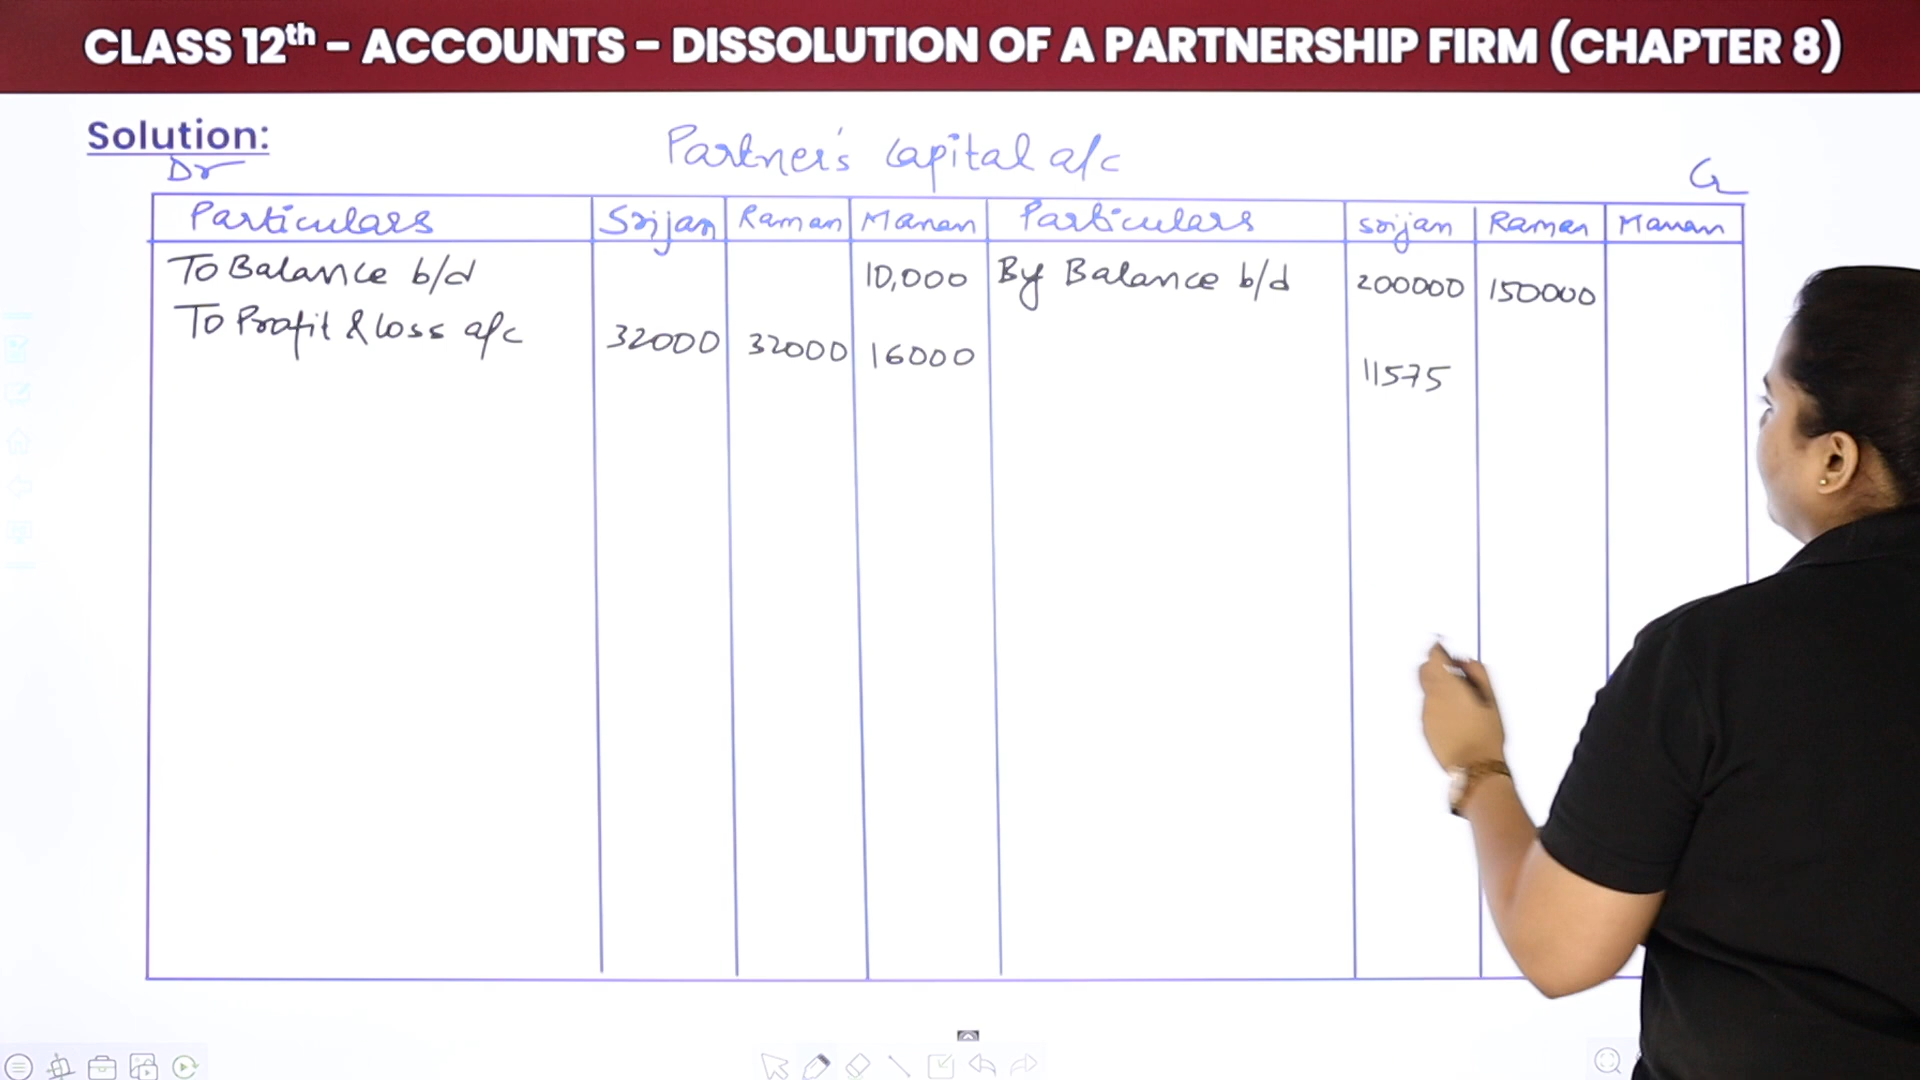 CLASS 12th - ACCOUNTS - DISSOLUTION OF A PARTNERSHIP FIRM (CHAPTER 8)
Solution:
Partner's Capital a/c
Dr Cr
Particulars Srijan Raman Manan Particulars Srijan Raman Manan
To Balance b/d 10,000 By Balance b/d 200000 150000
To Profit & loss a/c 32000 32000 16000
11575